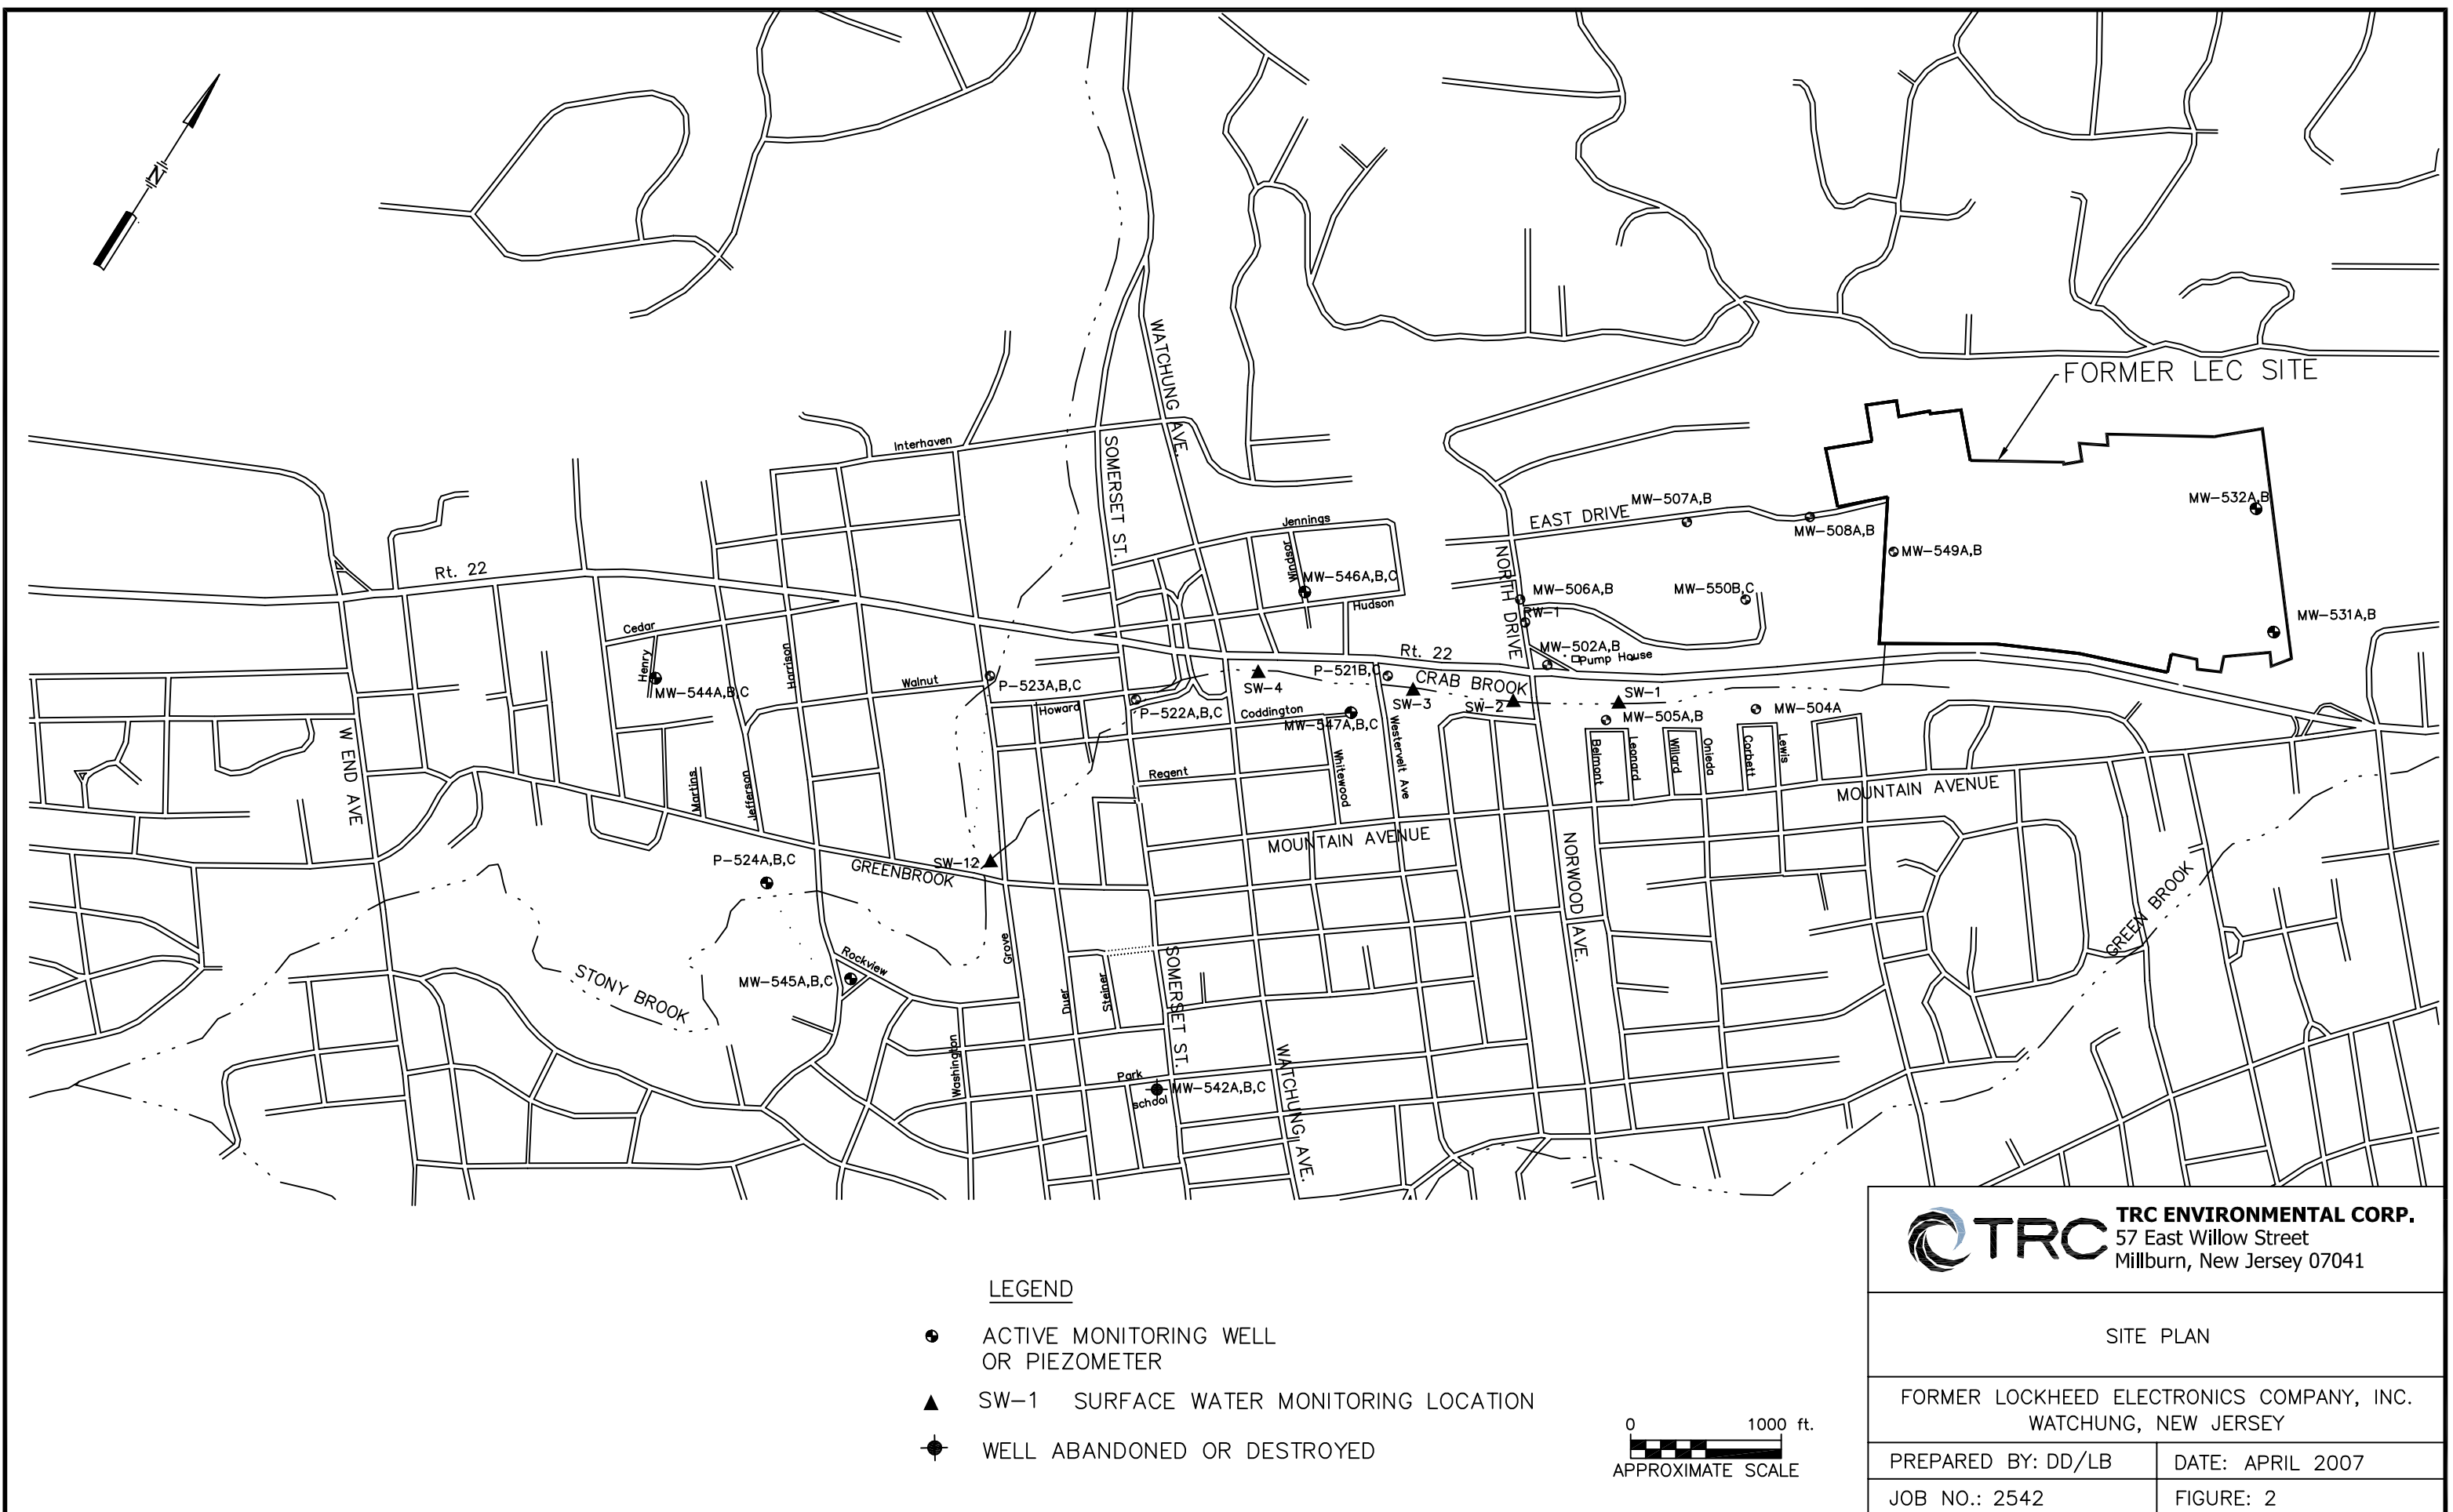 N
FORMER LEC SITE
WATCHUNG AVE.
Interhaven
SOMERSET ST.
Jennings
Windsor
MW-546A,B,C
Hudson
EAST DRIVE
MW-507A,B
MW-508A,B
MW-532A,B
MW-549A,B
NORTH DRIVE
MW-506A,B
MW-550B,C
RW-1
MW-531A,B
Rt. 22
Rt. 22
MW-502A,B
Pump House
Cedar
Henry
MW-544A,B,C
Harrison
Walnut
P-523A,B,C
Howard
P-522A,B,C
SW-4
P-521B,C
CRAB BROOK
SW-3
SW-2
SW-1
Coddington
MW-547A,B,C
MW-505A,B
MW-504A
W END AVE
Martins
Jefferson
Regent
Whitewood
Westervelt Ave
Belmont
Leonard
Willard
Onieda
Corbett
Lewis
MOUNTAIN AVENUE
MOUNTAIN AVENUE
P-524A,B,C
GREENBROOK
SW-12
NORWOOD AVE.
GREEN BROOK
STONY BROOK
MW-545A,B,C
Rockview
Grove
Duer
Steiner
SOMERSET ST.
Washington
Park
school
MW-542A,B,C
WATCHUNG AVE.
LEGEND
ACTIVE MONITORING WELL
OR PIEZOMETER
SW-1 SURFACE WATER MONITORING LOCATION
WELL ABANDONED OR DESTROYED
0 1000 ft.
APPROXIMATE SCALE
TRC
TRC ENVIRONMENTAL CORP.
57 East Willow Street
Millburn, New Jersey 07041
SITE PLAN
FORMER LOCKHEED ELECTRONICS COMPANY, INC.
WATCHUNG, NEW JERSEY
PREPARED BY: DD/LB
DATE: APRIL 2007
JOB NO.: 2542
FIGURE: 2